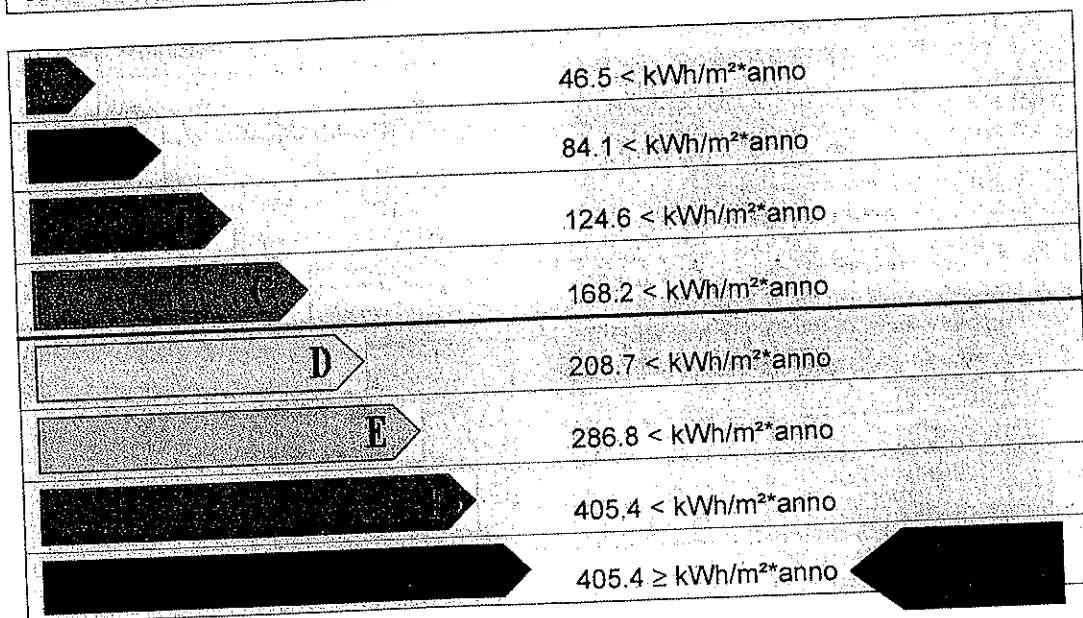 46.5 < kWh/m²*anno
84.1 < kWh/m²*anno
124.6 < kWh/m²*anno
C 168.2 < kWh/m²*anno
D 208.7 < kWh/m²*anno
E 286.8 < kWh/m²*anno
405.4 < kWh/m²*anno
405.4 ≥ kWh/m²*anno